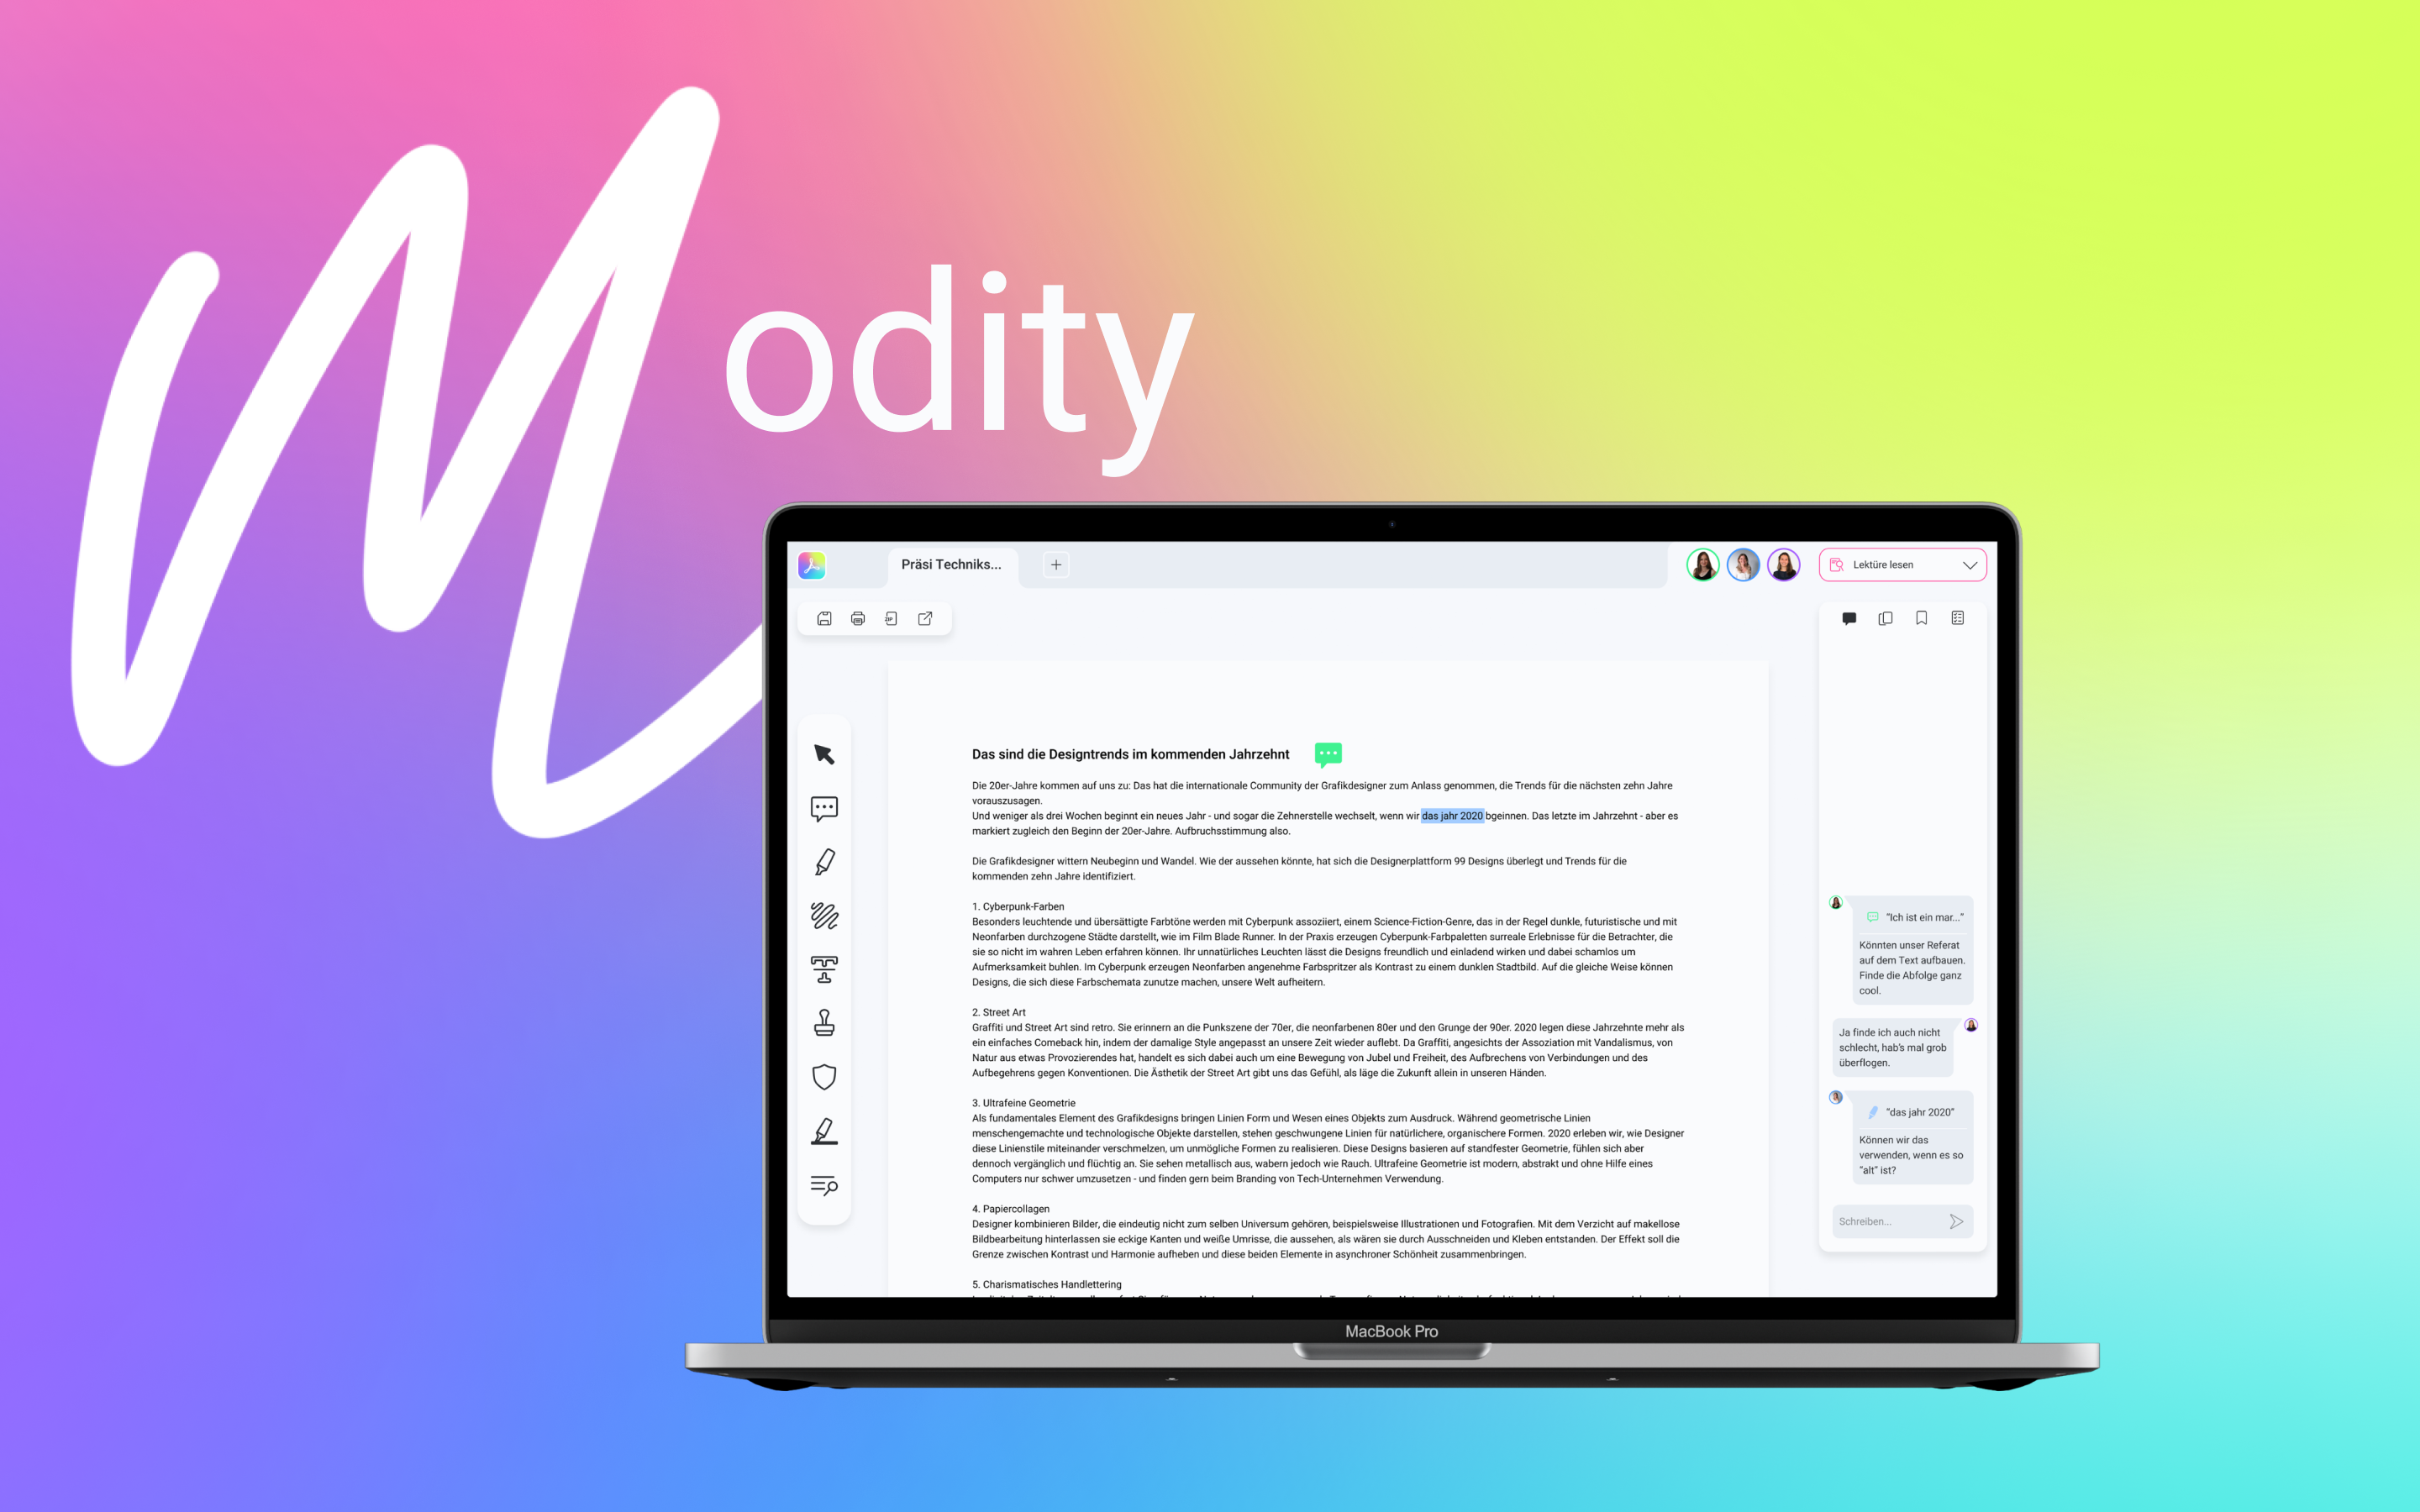 Modity
Präsi Techniks...
Lektüre lesen
Das sind die Designtrends im kommenden Jahrzehnt
Die 20er-Jahre kommen auf uns zu: Das hat die internationale Community der Grafikdesigner zum Anlass genommen, die Trends für die nächsten zehn Jahre
vorauszusagen.
Und weniger als drei Wochen beginnt ein neues Jahr - und sogar die Zehnerstelle wechselt, wenn wir das jahr 2020 bgeinnen. Das letzte im Jahrzehnt - aber es
markiert zugleich den Beginn der 20er-Jahre. Aufbruchsstimmung also.
Die Grafikdesigner wittern Neubeginn und Wandel. Wie der aussehen könnte, hat sich die Designerplattform 99 Designs überlegt und Trends für die
kommenden zehn Jahre identifiziert.
1. Cyberpunk-Farben
Besonders leuchtende und übersättigte Farbtöne werden mit Cyberpunk assoziiert, einem Science-Fiction-Genre, das in der Regel dunkle, futuristische und mit
Neonfarben durchzogene Städte darstellt, wie im Film Blade Runner. In der Praxis erzeugen Cyberpunk-Farbpaletten surreale Erlebnisse für die Betrachter, die
sie so nicht im wahren Leben erfahren können. Ihr unnatürliches Leuchten lässt die Designs freundlich und einladend wirken und dabei schamlos um
Aufmerksamkeit buhlen. Im Cyberpunk erzeugen Neonfarben angenehme Farbspritzer als Kontrast zu einem dunklen Stadtbild. Auf die gleiche Weise können
Designs, die sich diese Farbschemata zunutze machen, unsere Welt aufheitern.
2. Street Art
Graffiti und Street Art sind retro. Sie erinnern an die Punkszene der 70er, die neonfarbenen 80er und den Grunge der 90er. 2020 legen diese Jahrzehnte mehr als
ein einfaches Comeback hin, indem der damalige Style angepasst an unsere Zeit wieder auflebt. Da Graffiti, angesichts der Assoziation mit Vandalismus, von
Natur aus etwas Provozierendes hat, handelt es sich dabei auch um eine Bewegung von Jubel und Freiheit, des Aufbrechens von Verbindungen und des
Aufbegehrens gegen Konventionen. Die Ästhetik der Street Art gibt uns das Gefühl, als läge die Zukunft allein in unseren Händen.
3. Ultrafeine Geometrie
Als fundamentales Element des Grafikdesigns bringen Linien Form und Wesen eines Objekts zum Ausdruck. Während geometrische Linien
menschengemachte und technologische Objekte darstellen, stehen geschwungene Linien für natürlichere, organischere Formen. 2020 erleben wir, wie Designer
diese Linienstile miteinander verschmelzen, um unmögliche Formen zu realisieren. Diese Designs basieren auf standfester Geometrie, fühlen sich aber
dennoch vergänglich und flüchtig an. Sie sehen metallisch aus, wabern jedoch wie Rauch. Ultrafeine Geometrie ist modern, abstrakt und ohne Hilfe eines
Computers nur schwer umzusetzen - und finden gern beim Branding von Tech-Unternehmen Verwendung.
4. Papiercollagen
Designer kombinieren Bilder, die eindeutig nicht zum selben Universum gehören, beispielsweise Illustrationen und Fotografien. Mit dem Verzicht auf makellose
Bildbearbeitung hinterlassen sie eckige Kanten und weiße Umrisse, die aussehen, als wären sie durch Ausschneiden und Kleben entstanden. Der Effekt soll die
Grenze zwischen Kontrast und Harmonie aufheben und diese beiden Elemente in asynchroner Schönheit zusammenbringen.
5. Charismatisches Handlettering
"Ich ist ein mar..."
Könnten unser Referat
auf dem Text aufbauen.
Finde die Abfolge ganz
cool.
Ja finde ich auch nicht
schlecht, hab's mal grob
überflogen.
"das jahr 2020"
Können wir das
verwenden, wenn es so
"alt" ist?
Schreiben...
MacBook Pro